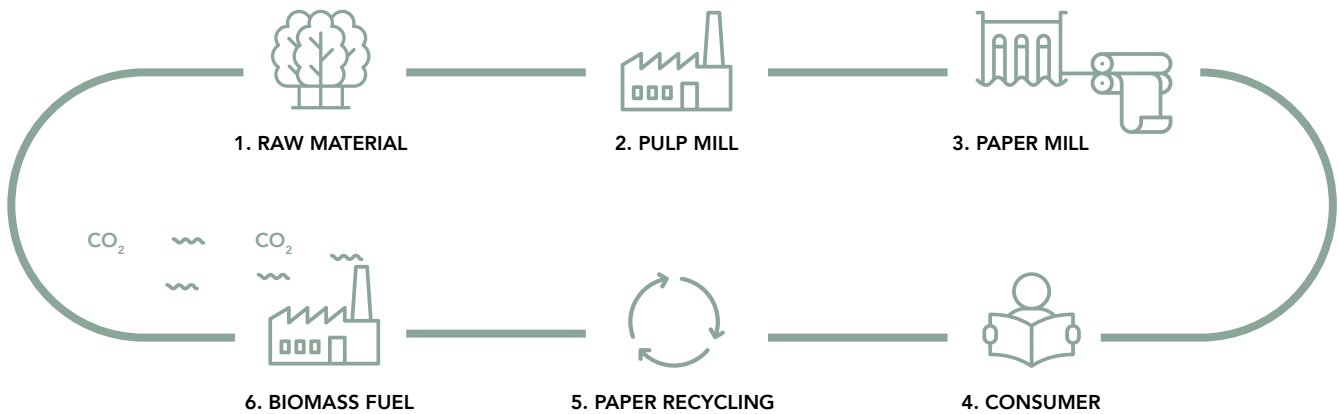 1. RAW MATERIAL
2. PULP MILL
3. PAPER MILL
CO₂
CO₂
6. BIOMASS FUEL
5. PAPER RECYCLING
4. CONSUMER